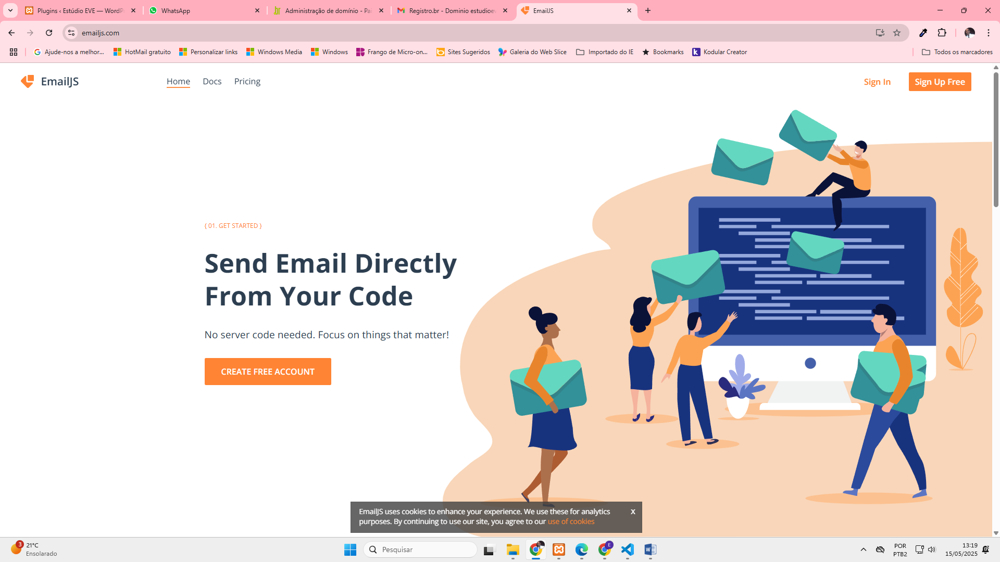 Plugins ‹ Estúdio EVE — WordPr
WhatsApp
Administração de domínio - Pai
Registro.br - Dominio estudioev
EmailJS
emailjs.com
Ajude-nos a melhor...
HotMail gratuito
Personalizar links
Windows Media
Windows
Frango de Micro-on...
Sites Sugeridos
Galeria do Web Slice
Importado do IE
Bookmarks
Kodular Creator
Todos os marcadores
EmailJS
Home
Docs
Pricing
Sign In
Sign Up Free
{ 01. GET STARTED }
Send Email Directly
From Your Code
No server code needed. Focus on things that matter!
CREATE FREE ACCOUNT
EmailJS uses cookies to enhance your experience. We use these for analytics
purposes. By continuing to use our site, you agree to our use of cookies
x
3
21°C
Ensolarado
Pesquisar
E
POR
PTB2
13:19
15/05/2025